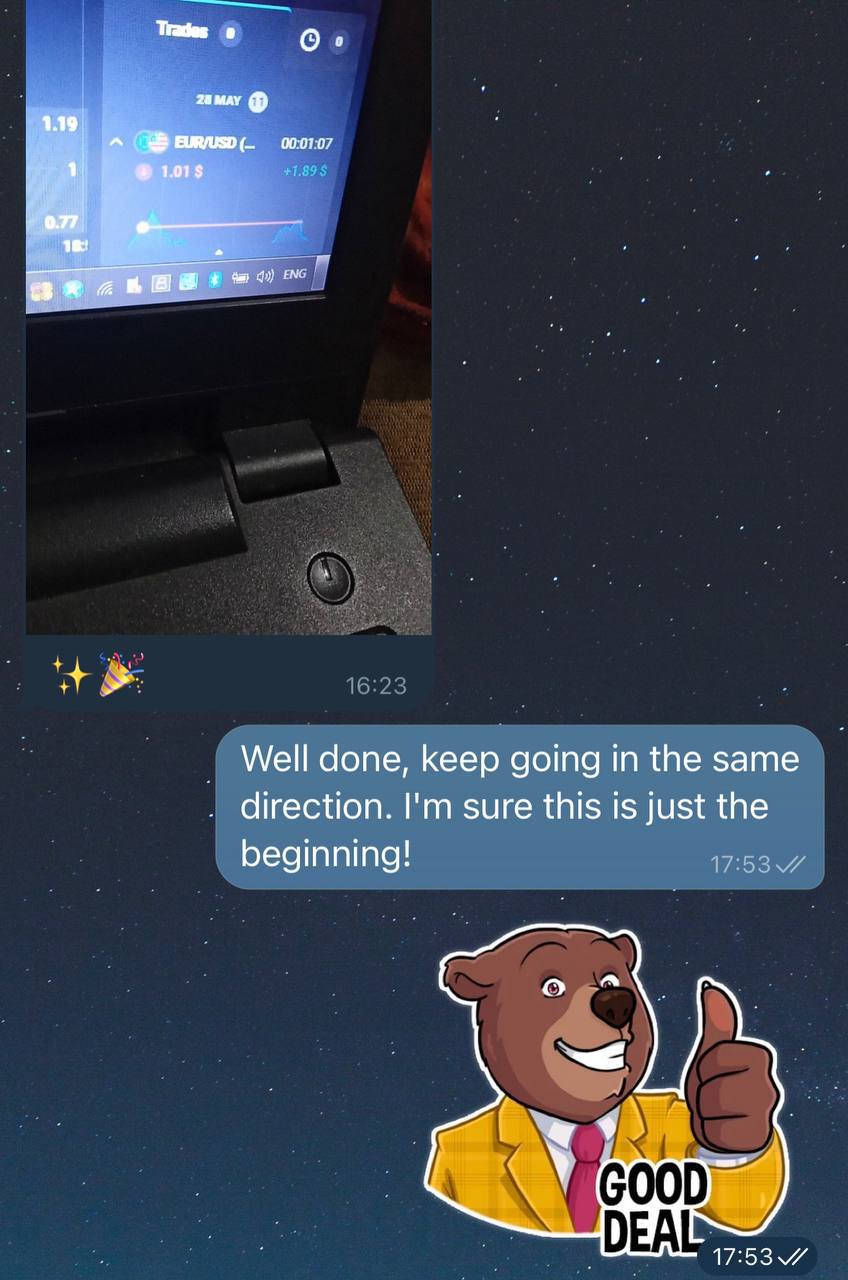 Trades 0
0
28 MAY 11
1.19
EUR/USD (... 00:01:07
1
1.01 $ +1.89 $
0.77
ENG
✨🎉 16:23
Well done, keep going in the same
direction. I'm sure this is just the
beginning!
17:53
GOOD
DEAL
17:53